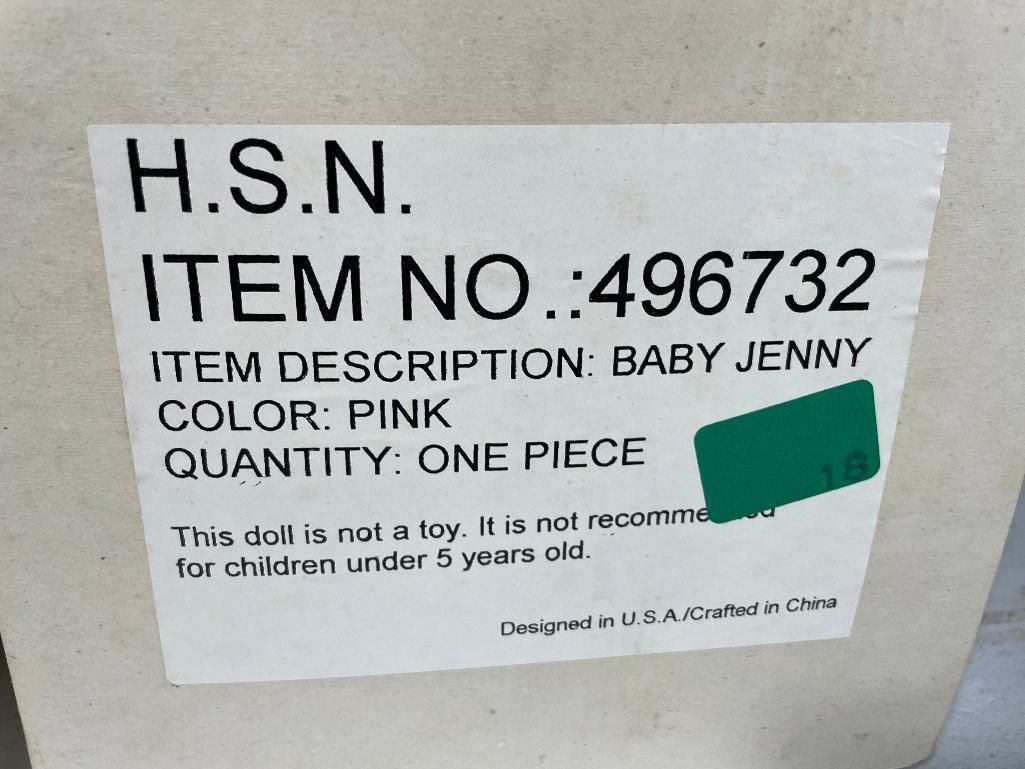 H.S.N.
ITEM NO.:496732
ITEM DESCRIPTION: BABY JENNY
COLOR: PINK
QUANTITY: ONE PIECE
18
This doll is not a toy. It is not
for children under 5 years old.
Designed in U.S.A./Crafted in China